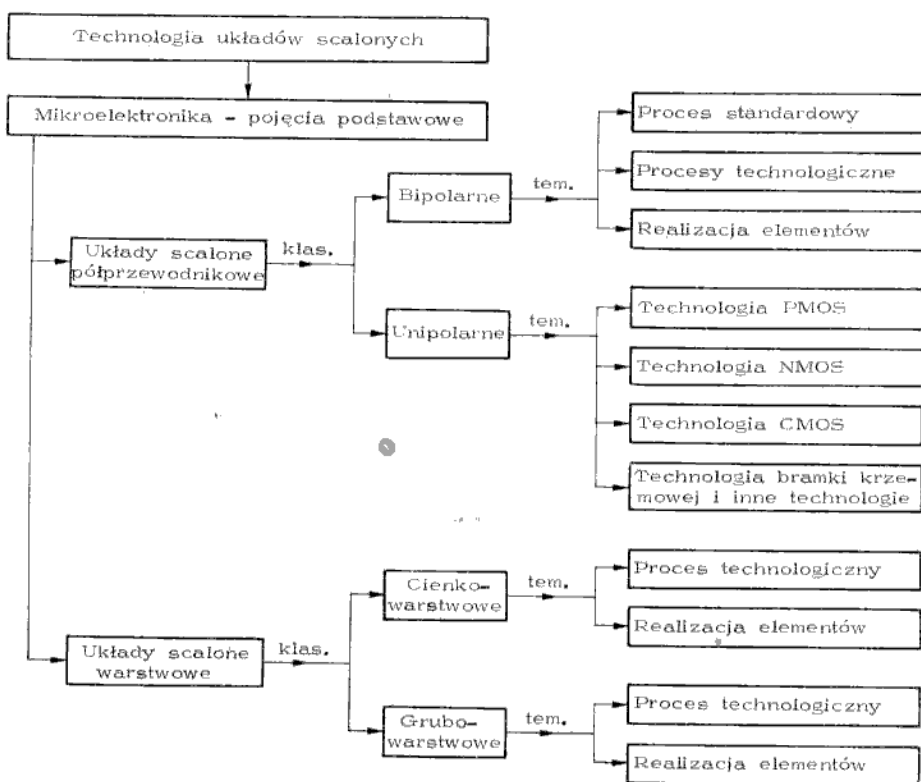 Technologia układów scalonych
Mikroelektronika - pojęcia podstawowe
Układy scalone
półprzewodnikowe
klas.
Bipolarne
tem.
Proces standardowy
Procesy technologiczne
Realizacja elementów
Unipolarne
tem.
Technologia PMOS
Technologia NMOS
Technologia CMOS
Technologia bramki krze-
mowej i inne technologie
Układy scalone
warstwowe
klas.
Cienko-
warstwowe
tem.
Proces technologiczny
Realizacja elementów
Grubo-
warstwowe
tem.
Proces technologiczny
Realizacja elementów